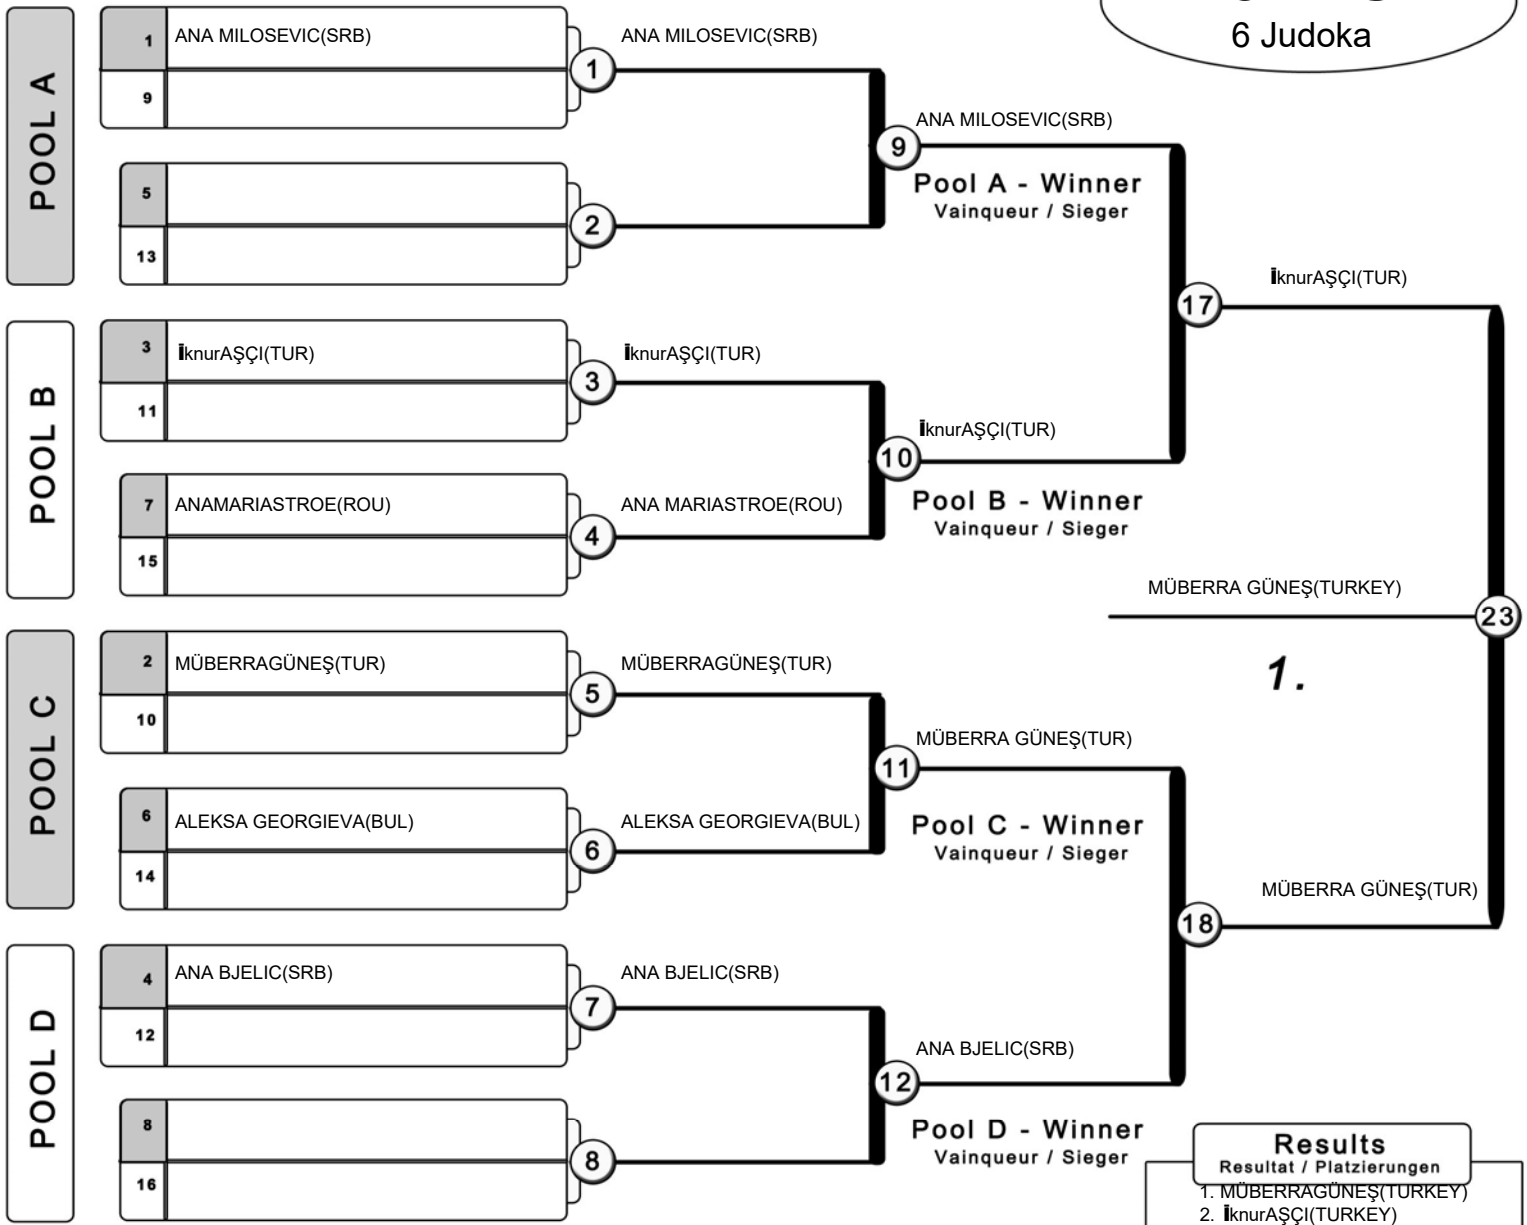 6 Judoka
POOL A
1 ANA MILOSEVIC(SRB)
9
5
13
1 ANA MILOSEVIC(SRB)
2
9 ANA MILOSEVIC(SRB)
Pool A - Winner
Vainqueur / Sieger
POOL B
3 İknurAŞÇI(TUR)
11
7 ANAMARIASTROE(ROU)
15
3 İknurAŞÇI(TUR)
4 ANA MARIASTROE(ROU)
10 İknurAŞÇI(TUR)
Pool B - Winner
Vainqueur / Sieger
17 İknurAŞÇI(TUR)
MÜBERRA GÜNEŞ(TURKEY)
23
1.
POOL C
2 MÜBERRAGÜNEŞ(TUR)
10
6 ALEKSA GEORGIEVA(BUL)
14
5 MÜBERRAGÜNEŞ(TUR)
6 ALEKSA GEORGIEVA(BUL)
11 MÜBERRA GÜNEŞ(TUR)
Pool C - Winner
Vainqueur / Sieger
18 MÜBERRA GÜNEŞ(TUR)
POOL D
4 ANA BJELIC(SRB)
12
8
16
7 ANA BJELIC(SRB)
8
12 ANA BJELIC(SRB)
Pool D - Winner
Vainqueur / Sieger
Results
Resultat / Platzierungen
1. MÜBERRAGÜNEŞ(TURKEY)
2. İknurAŞÇI(TURKEY)